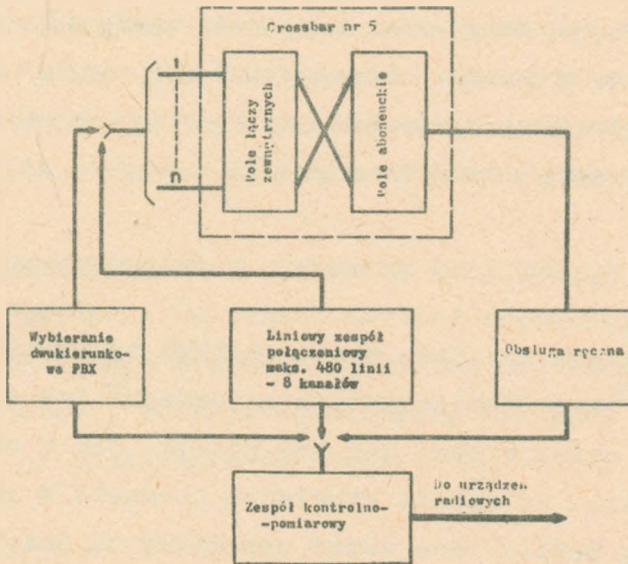 Crossbar nr 5
1
n
Pole łączy
zewnętrznych
Pole abonenckie
Wybieranie
dwukierunko-
we PBX
Liniowy zespół
połączeniowy
maks. 480 linii
- 8 kanałów
Obsługa ręczna
Zespół kontrolno-
-pomiarowy
Do urządzeń
radiowych